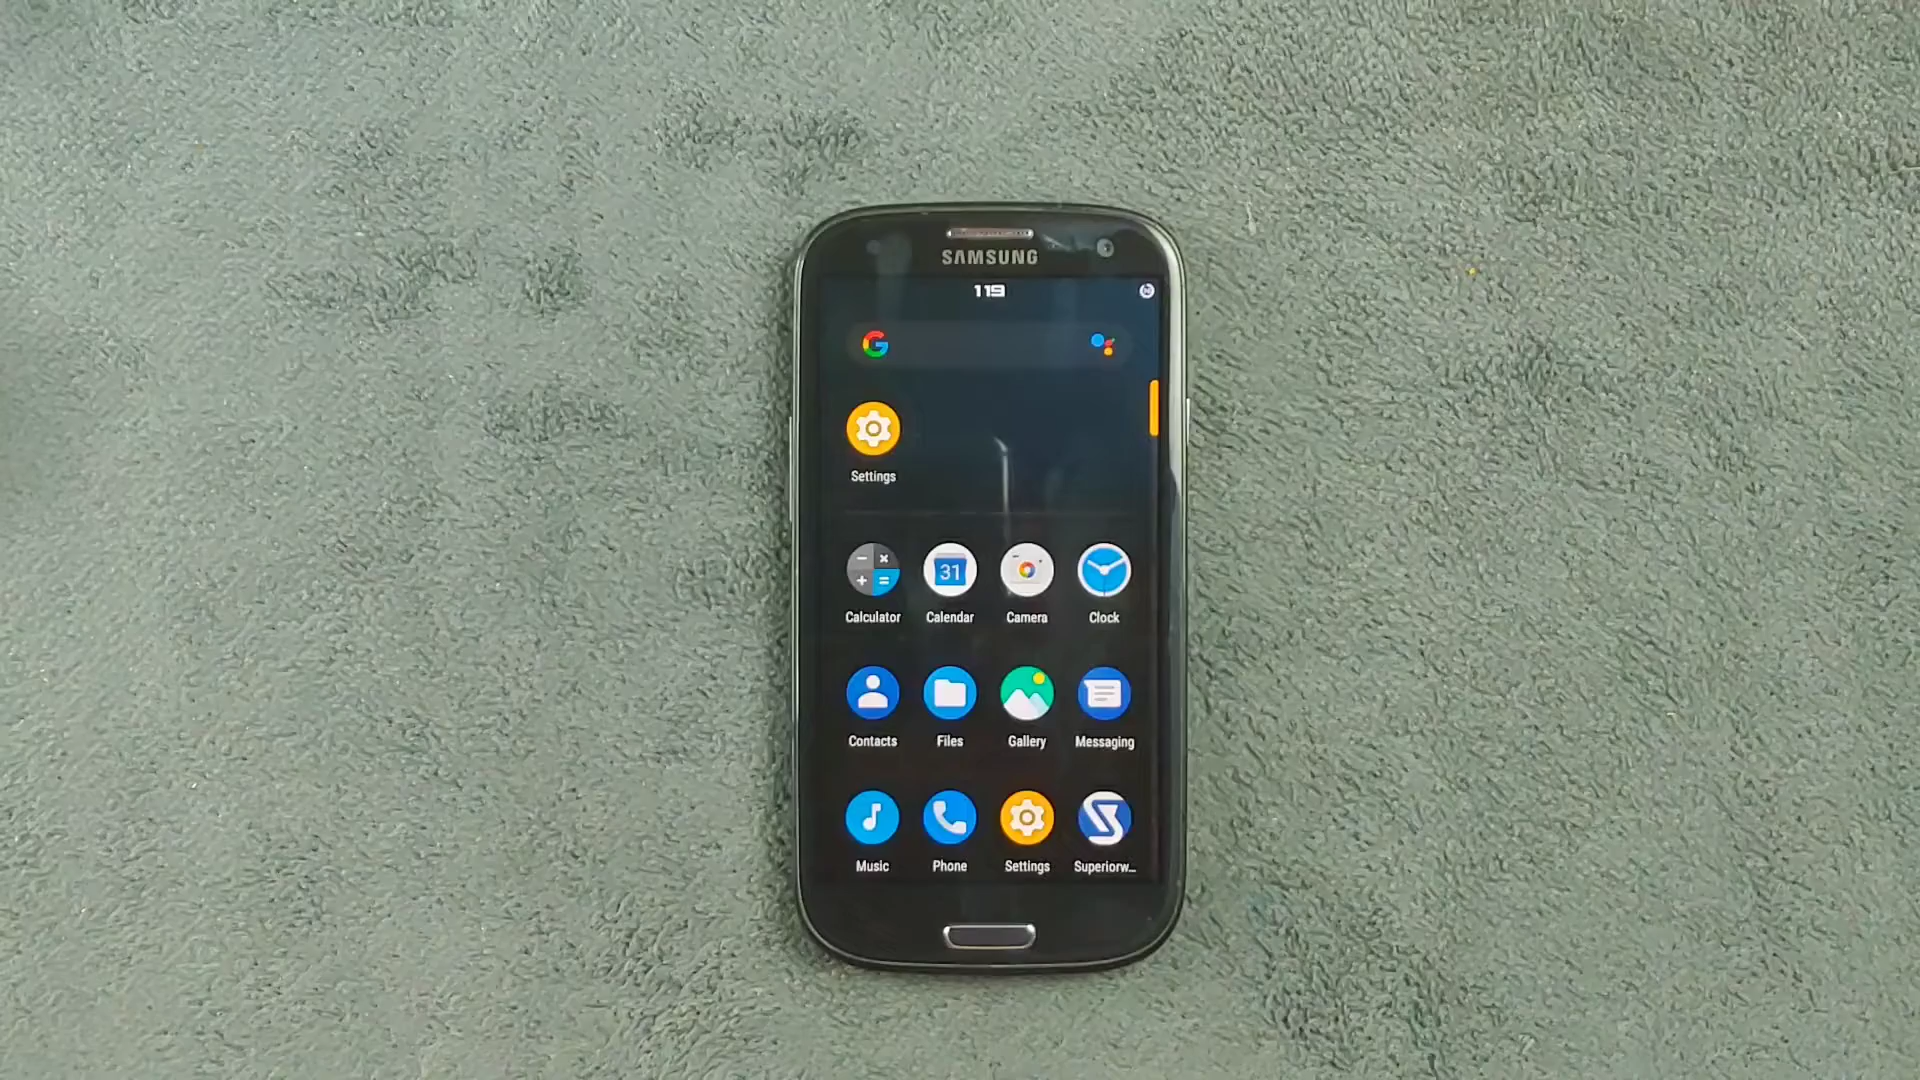 SAMSUNG
119
G
Settings
31
Calculator Calendar Camera Clock
Contacts Files Gallery Messaging
Music Phone Settings Superiorw...